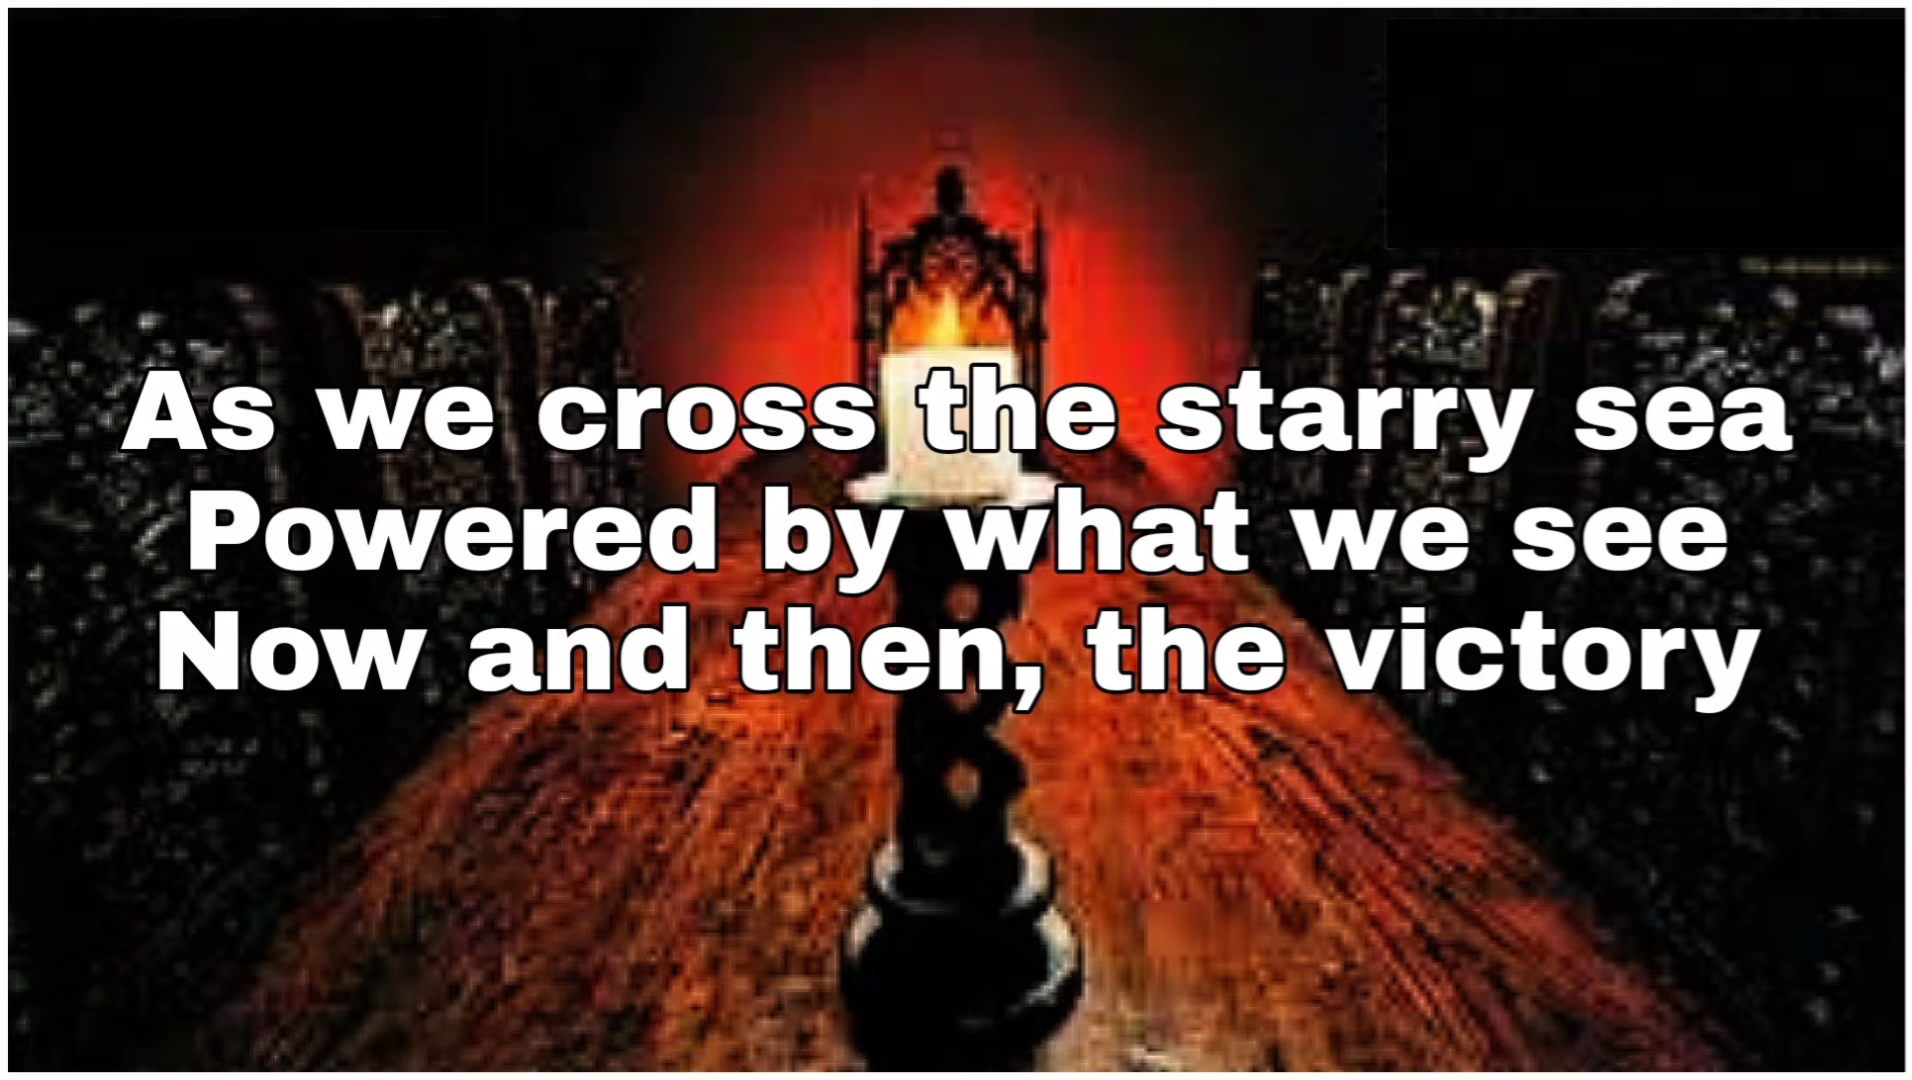 As we cross the starry sea
Powered by what we see
Now and then, the victory